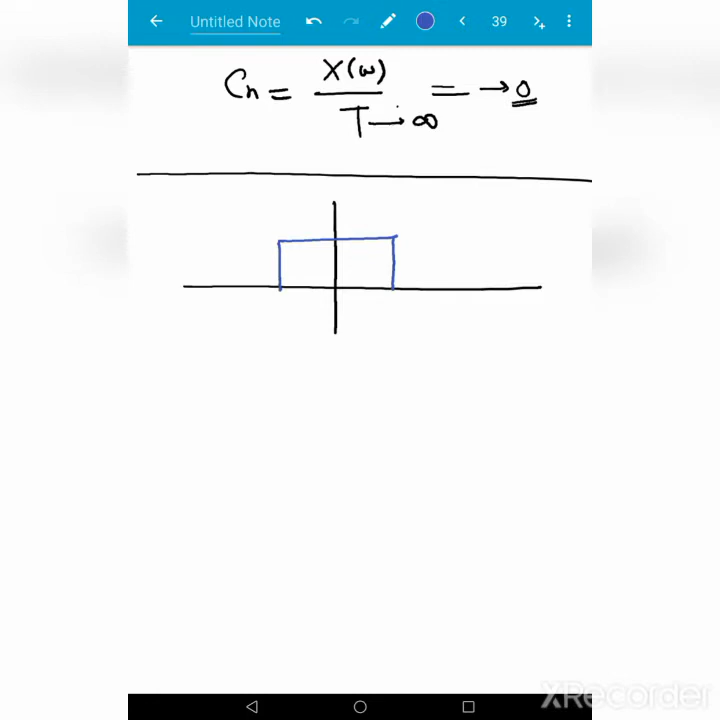 Untitled Note 39
Cn = X(ω) / T→∞ = → 0
XRecorder